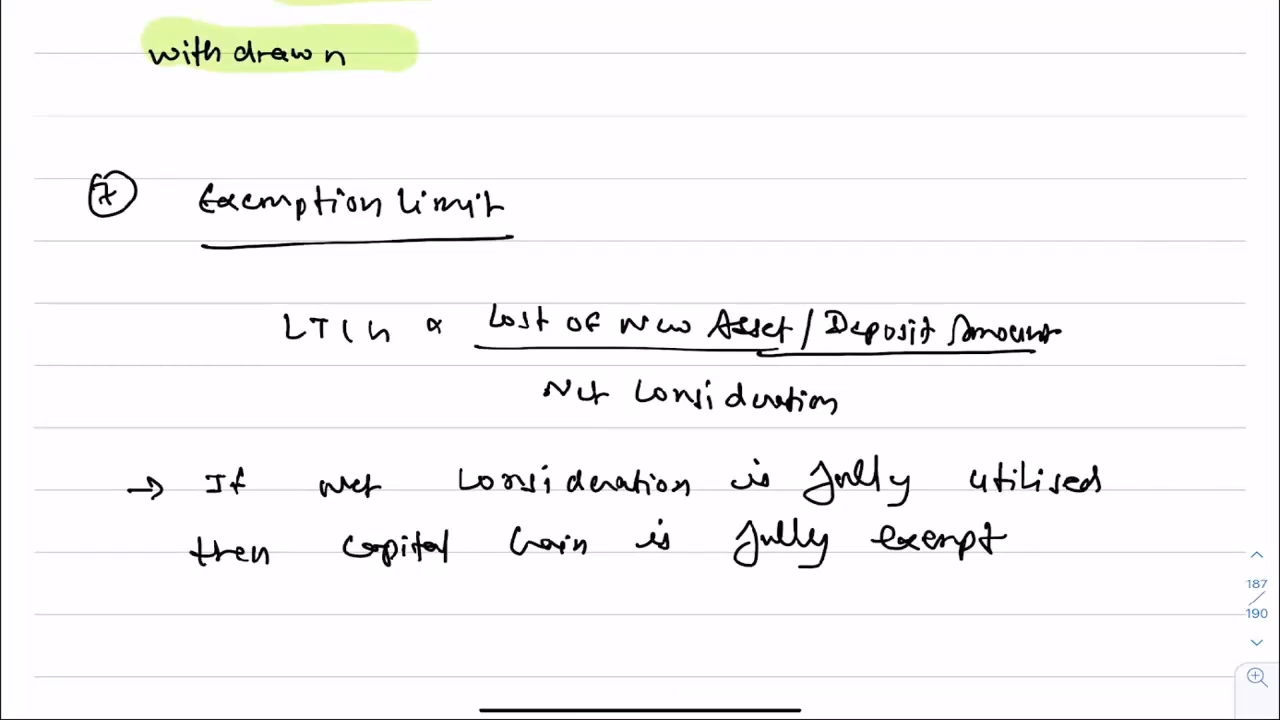 with drawn
7 Exemption Limit
LTCG × Cost of New Asset / Deposit Amount
Net Consideration
→ If Net Consideration is fully utilised
then Capital Gain is fully exempt
187
190